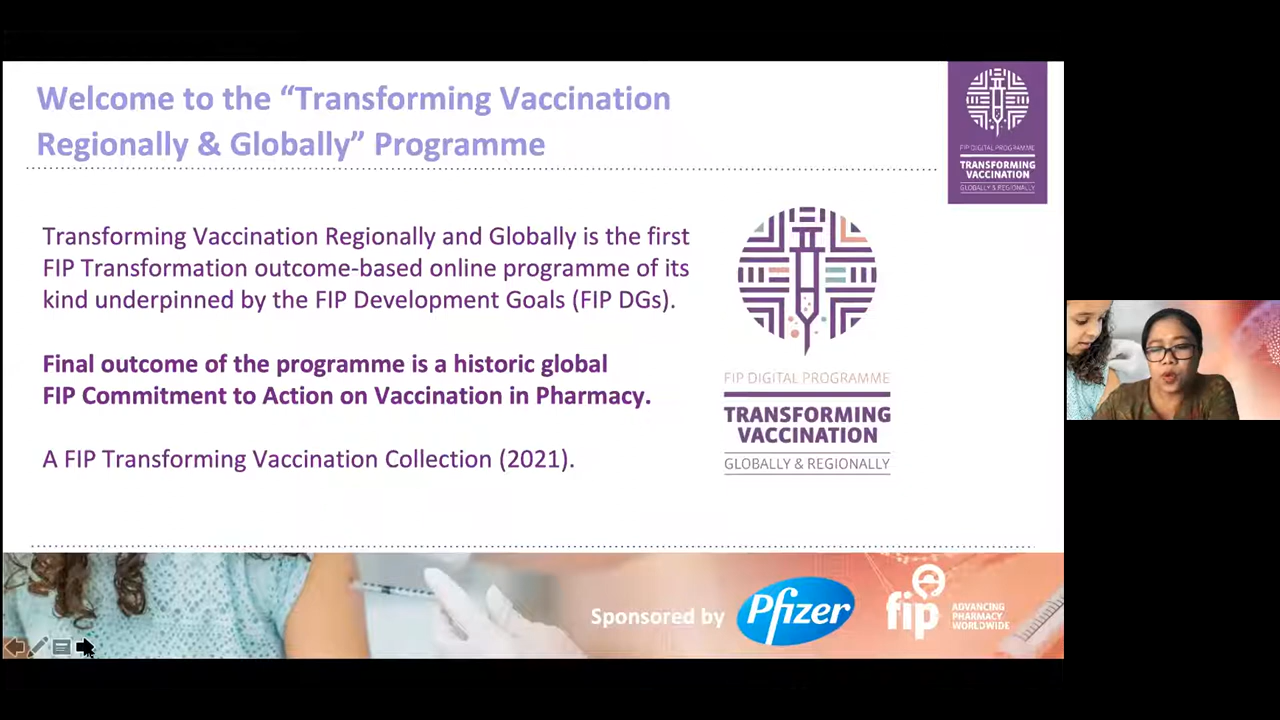 Welcome to the “Transforming Vaccination
Regionally & Globally” Programme
FIP DIGITAL PROGRAMME
TRANSFORMING
VACCINATION
GLOBALLY & REGIONALLY
Transforming Vaccination Regionally and Globally is the first
FIP Transformation outcome-based online programme of its
kind underpinned by the FIP Development Goals (FIP DGs).
Final outcome of the programme is a historic global
FIP Commitment to Action on Vaccination in Pharmacy.
A FIP Transforming Vaccination Collection (2021).
FIP DIGITAL PROGRAMME
TRANSFORMING
VACCINATION
GLOBALLY & REGIONALLY
Sponsored by
Pfizer
fip
ADVANCING
PHARMACY
WORLDWIDE